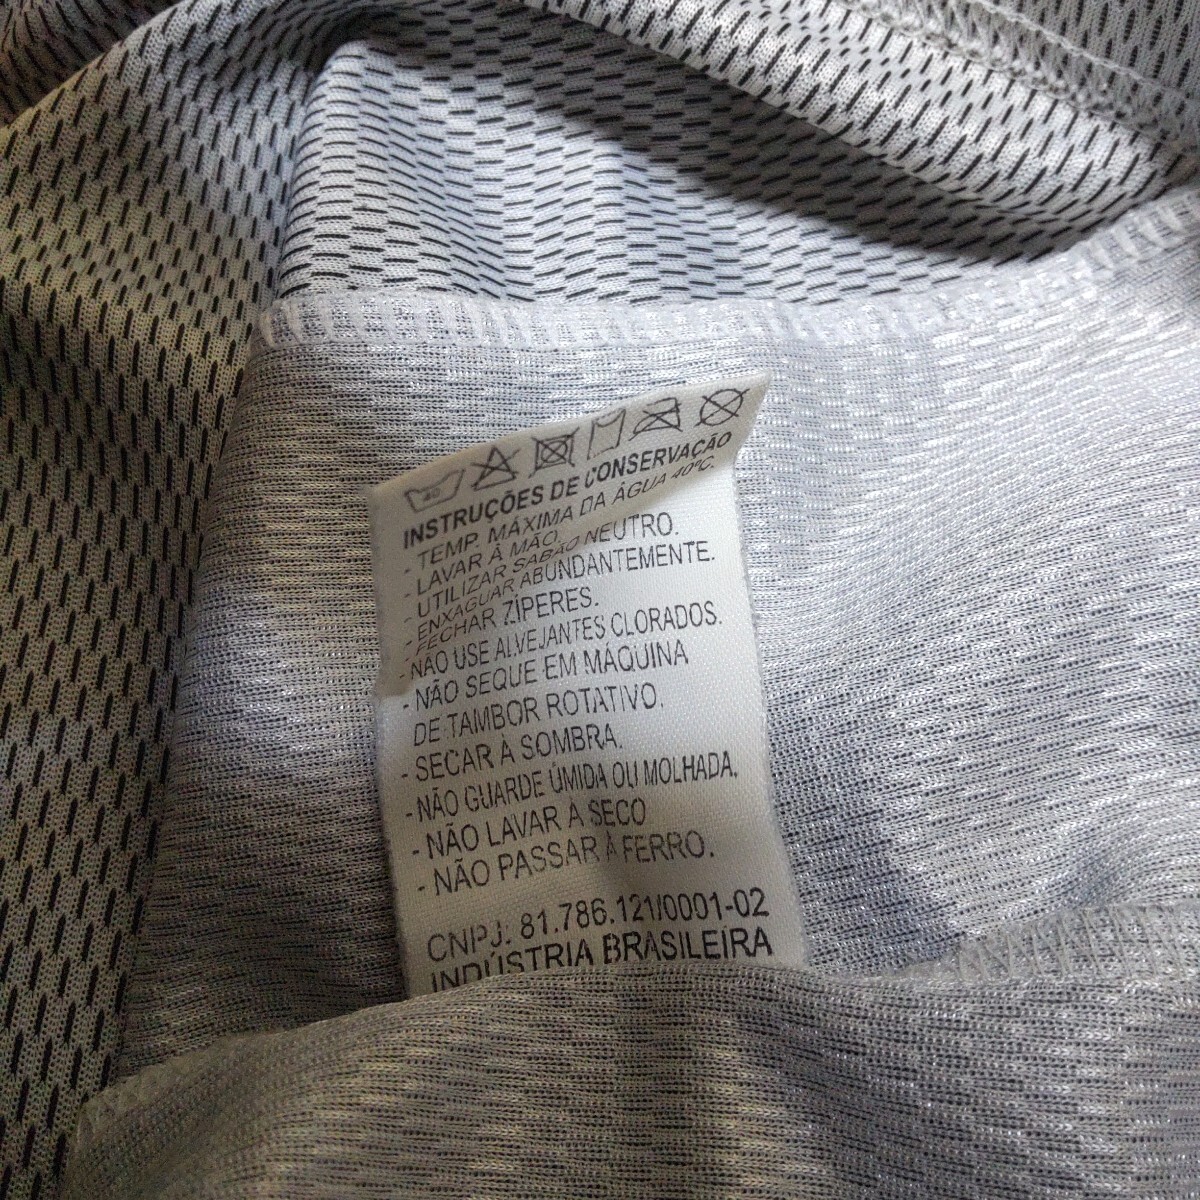 40
INSTRUÇÕES DE CONSERVAÇÃO
- TEMP. MÁXIMA DA ÁGUA 40ºC.
- LAVAR À MÃO.
- UTILIZAR SABÃO NEUTRO.
- ENXAGUAR ABUNDANTEMENTE.
- FECHAR ZÍPERES.
- NÃO USE ALVEJANTES CLORADOS.
- NÃO SEQUE EM MÁQUINA
DE TAMBOR ROTATIVO.
- SECAR A SOMBRA.
- NÃO GUARDE ÚMIDA OU MOLHADA.
- NÃO LAVAR À SECO
- NÃO PASSAR À FERRO.
CNPJ: 81.786.121/0001-02
INDÚSTRIA BRASILEIRA